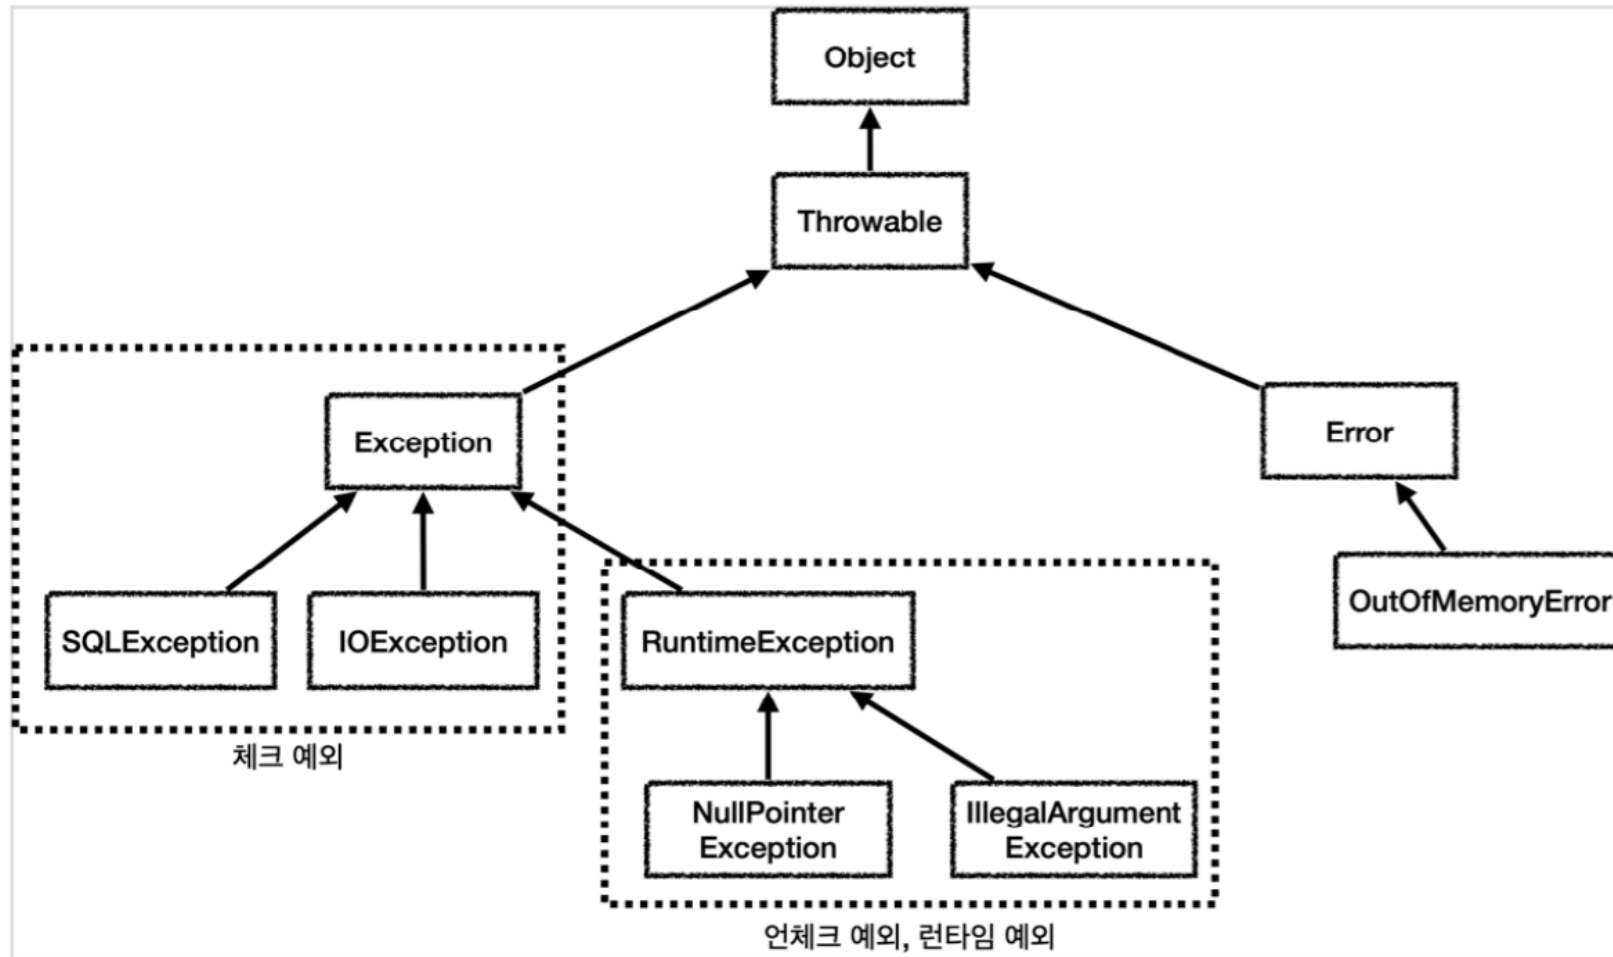 Object
Throwable
Exception
Error
SQLException
IOException
RuntimeException
OutOfMemoryError
체크 예외
NullPointer
Exception
IllegalArgument
Exception
언체크 예외, 런타임 예외